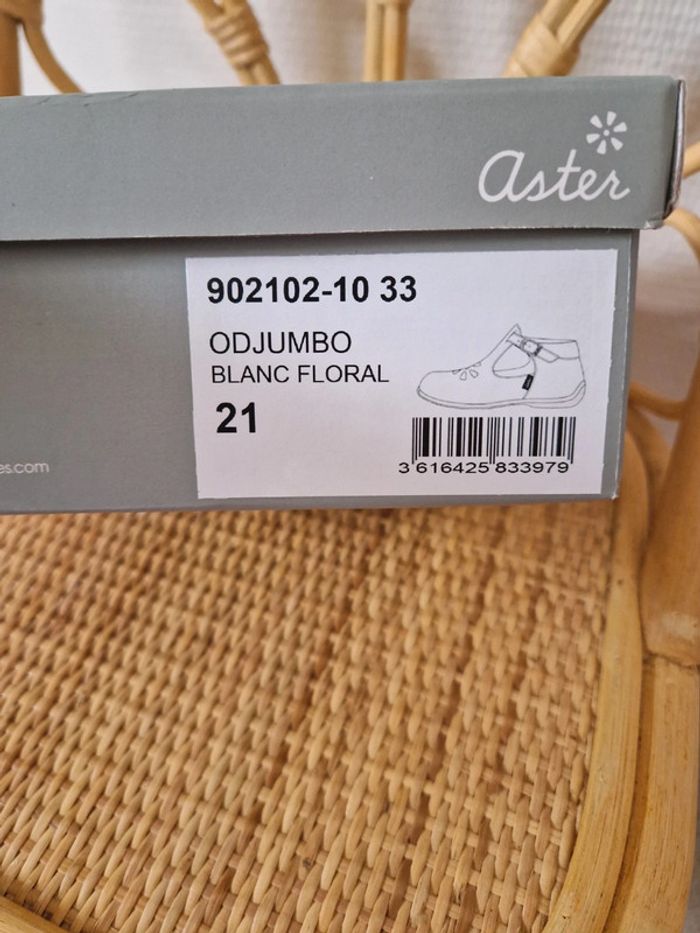 aster
902102-10 33
ODJUMBO
BLANC FLORAL
21
3 616425 833979
es.com